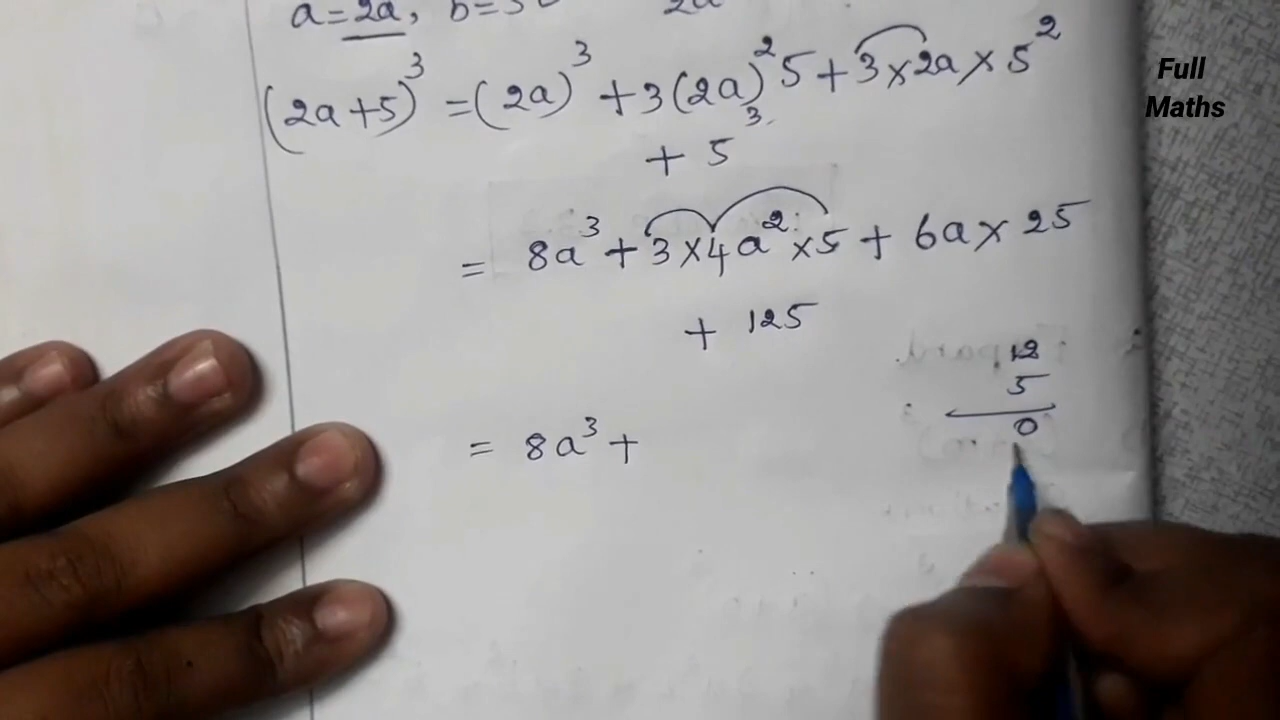 a=2a, b=5
2a
(2a+5)³ =(2a)³ +3(2a)²5+3×2a×5²
+ 5³
= 8a³+3×4a²×5+6a×25
+ 125
= 8a³+
12
5
0
Full
Maths